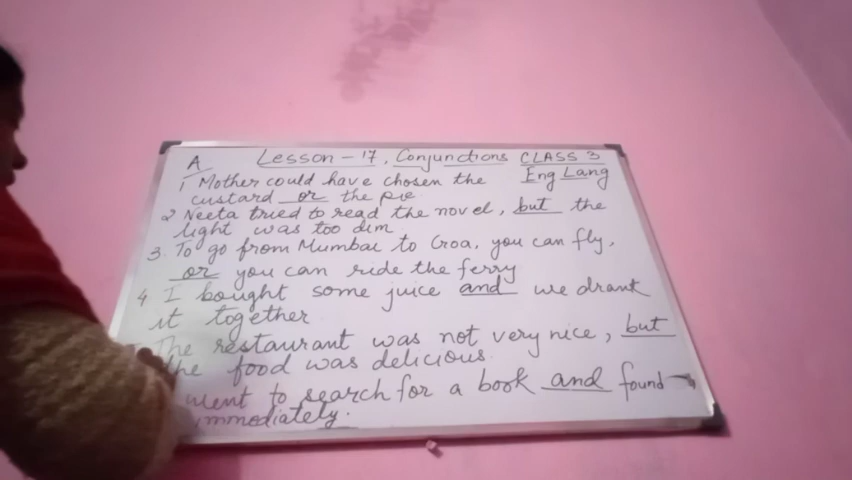 A
Lesson - 17, Conjunctions CLASS 3
Eng Lang
1 Mother could have chosen the
custard or the pie
2 Neeta tried to read the novel, but the
light was too dim
3. To go from Mumbai to Goa, you can fly,
or you can ride the ferry
4. I bought some juice and we drank
it together
The restaurant was not very nice, but
the food was delicious.
went to search for a book and found
immediately.